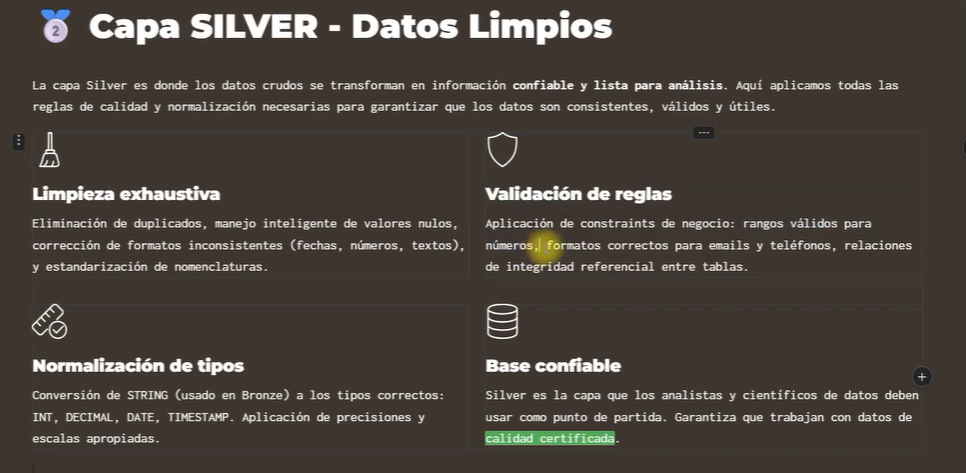 2 Capa SILVER - Datos Limpios
La capa Silver es donde los datos crudos se transforman en información confiable y lista para análisis. Aquí aplicamos todas las
reglas de calidad y normalización necesarias para garantizar que los datos son consistentes, válidos y útiles.
Limpieza exhaustiva
Eliminación de duplicados, manejo inteligente de valores nulos,
corrección de formatos inconsistentes (fechas, números, textos),
y estandarización de nomenclaturas.
Validación de reglas
Aplicación de constraints de negocio: rangos válidos para
números, formatos correctos para emails y teléfonos, relaciones
de integridad referencial entre tablas.
Normalización de tipos
Conversión de STRING (usado en Bronze) a los tipos correctos:
INT, DECIMAL, DATE, TIMESTAMP. Aplicación de precisiones y
escalas apropiadas.
Base confiable
Silver es la capa que los analistas y científicos de datos deben
usar como punto de partida. Garantiza que trabajan con datos de
calidad certificada.